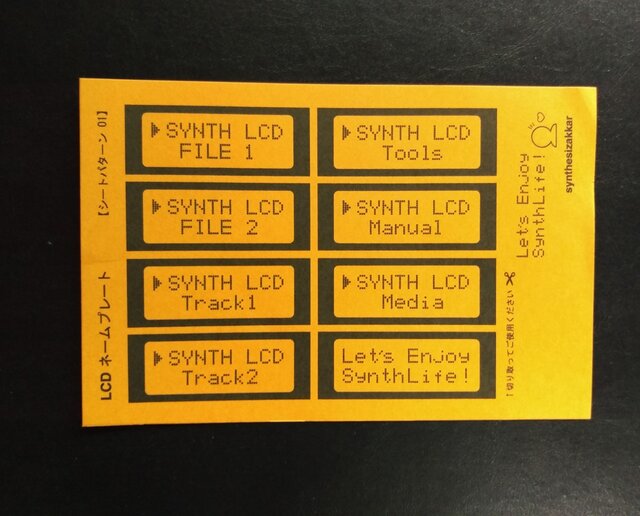 LCD ネームプレート
【シートパターン 01】
▶SYNTH LCD
FILE 1
▶SYNTH LCD
FILE 2
▶SYNTH LCD
Track1
▶SYNTH LCD
Track2
▶SYNTH LCD
Tools
▶SYNTH LCD
Manual
▶SYNTH LCD
Media
Let's Enjoy
SynthLife!
↑切り取ってご使用ください✂
Let's Enjoy
SynthLife!
synthesizakkar